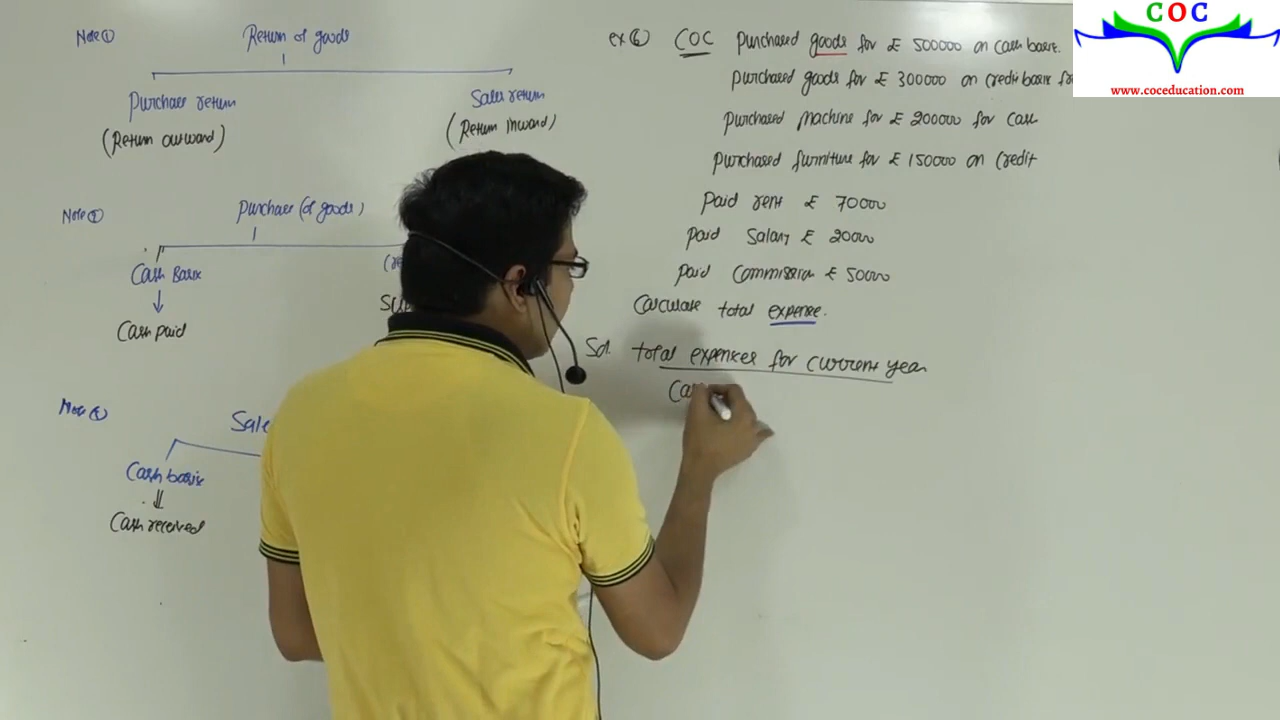 Note ①
Return of goods
Purchase return
(Return outward)
Sales return
(Return inward)
Note ②
Purchase (of goods)
Cash Basis
Cash paid
Sale
Cash basis
Cash received
ex ⑥ COC Purchased goods for £ 500000 on cash basis.
Purchased goods for £ 300000 on credit basis
Purchased machine for £ 200000 for cash
Purchased furniture for £ 150000 on credit
Paid rent £ 70000
Paid Salary £ 20000
Paid Commission £ 50000
Calculate total expense.
Sol. total expenses for current year
COC
www.coceducation.com